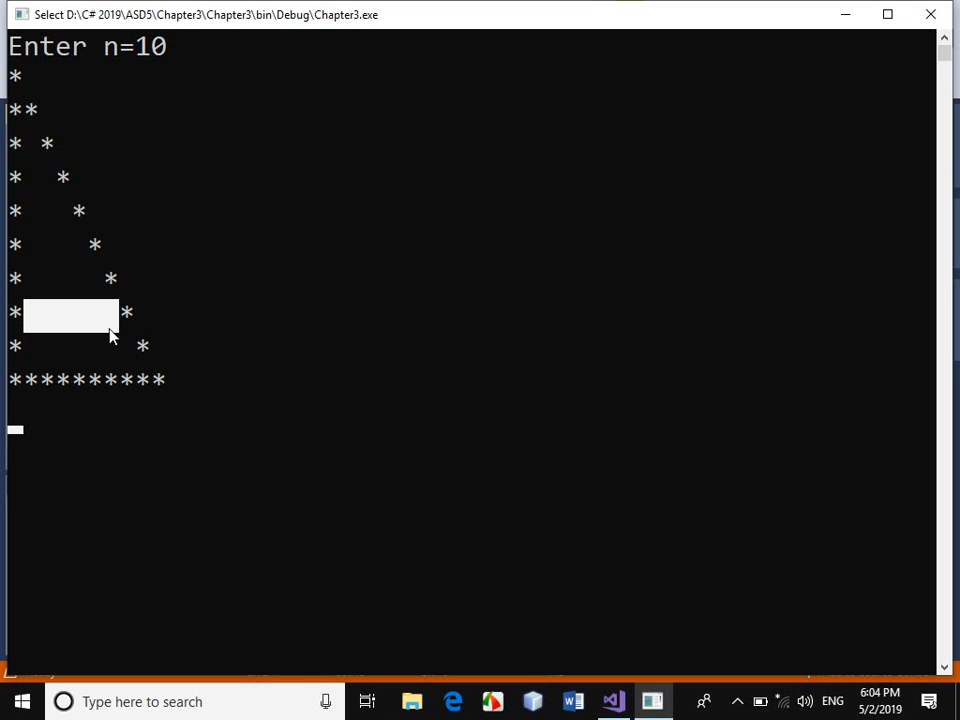 Select D:\C# 2019\ASD5\Chapter3\Chapter3\bin\Debug\Chapter3.exe
Enter n=10
*
**
* *
*  *
*   *
*    *
*     *
*      *
*       *
**********
Type here to search
ENG
6:04 PM
5/2/2019